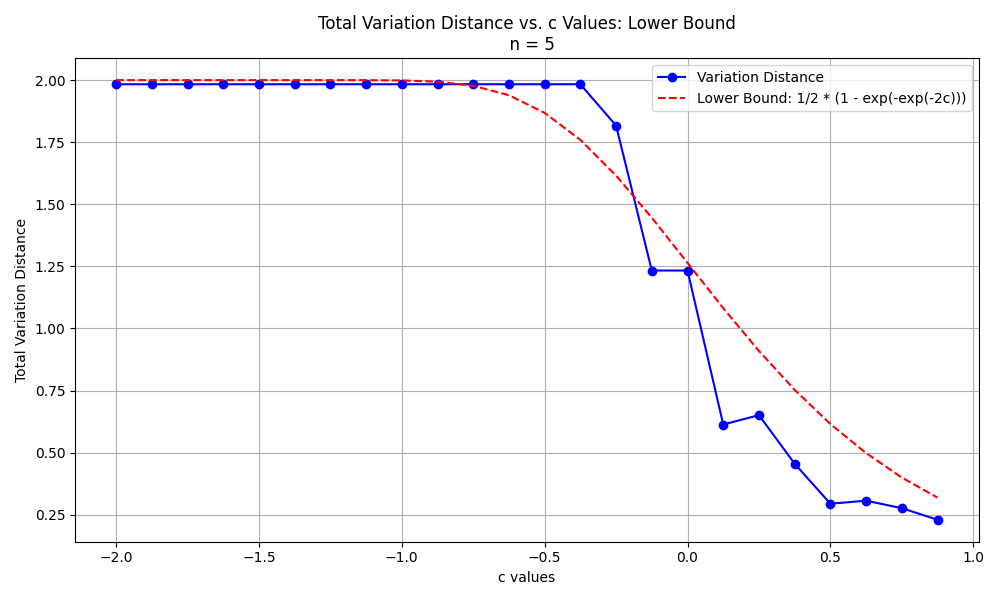 Total Variation Distance vs. c Values: Lower Bound
n = 5
Variation Distance
Lower Bound: 1/2 * (1 - exp(-exp(-2c)))
Total Variation Distance
2.00
1.75
1.50
1.25
1.00
0.75
0.50
0.25
−2.0
−1.5
−1.0
−0.5
0.0
0.5
1.0
c values